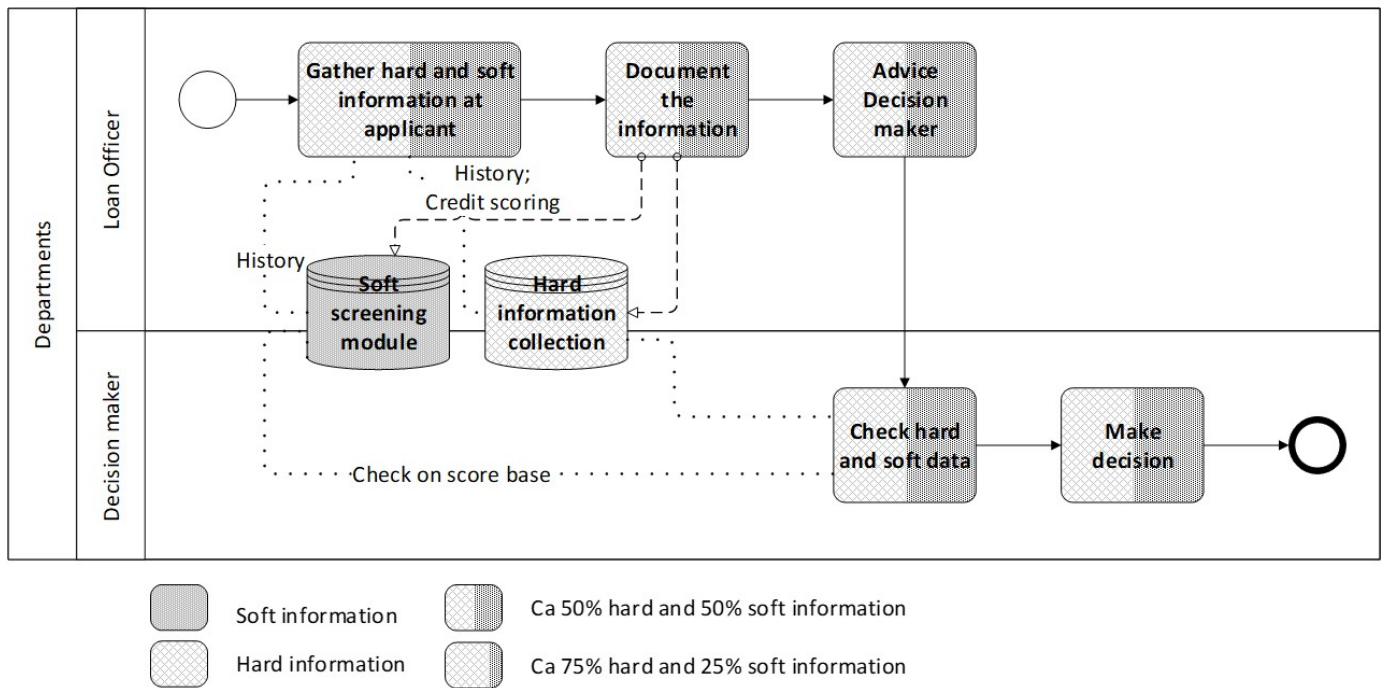 Departments
Loan Officer
Gather hard and soft
information at
applicant
Document
the
information
Advice
Decision
maker
History;
Credit scoring
History
Soft
screening
module
Hard
information
collection
Decision maker
Check hard
and soft data
Make
decision
Check on score base
Soft information
Ca 50% hard and 50% soft information
Hard information
Ca 75% hard and 25% soft information